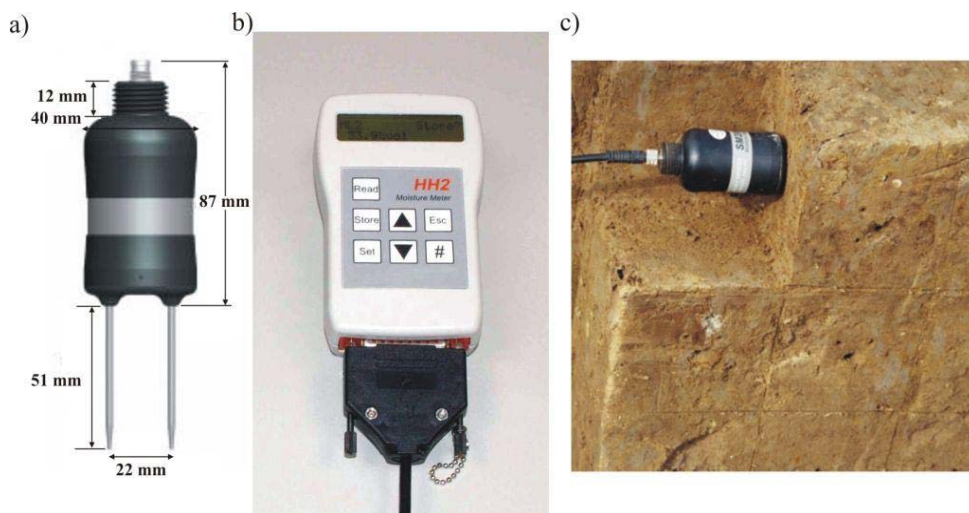 a)
12 mm
40 mm
87 mm
51 mm
22 mm
b)
Store
Read
HH2
Moisture Meter
Store
Esc
Set
#
c)